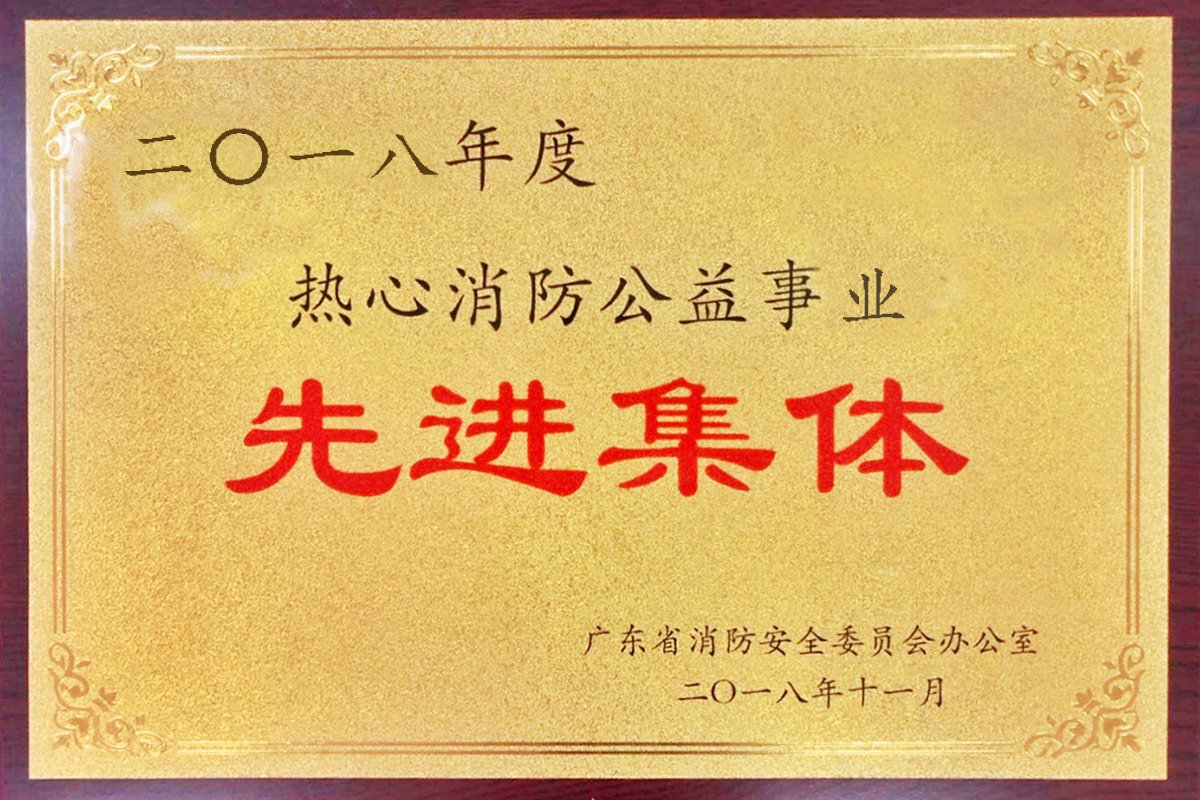 二〇一八年度
热心消防公益事业
先进集体
广东省消防安全委员会办公室
二〇一八年十一月